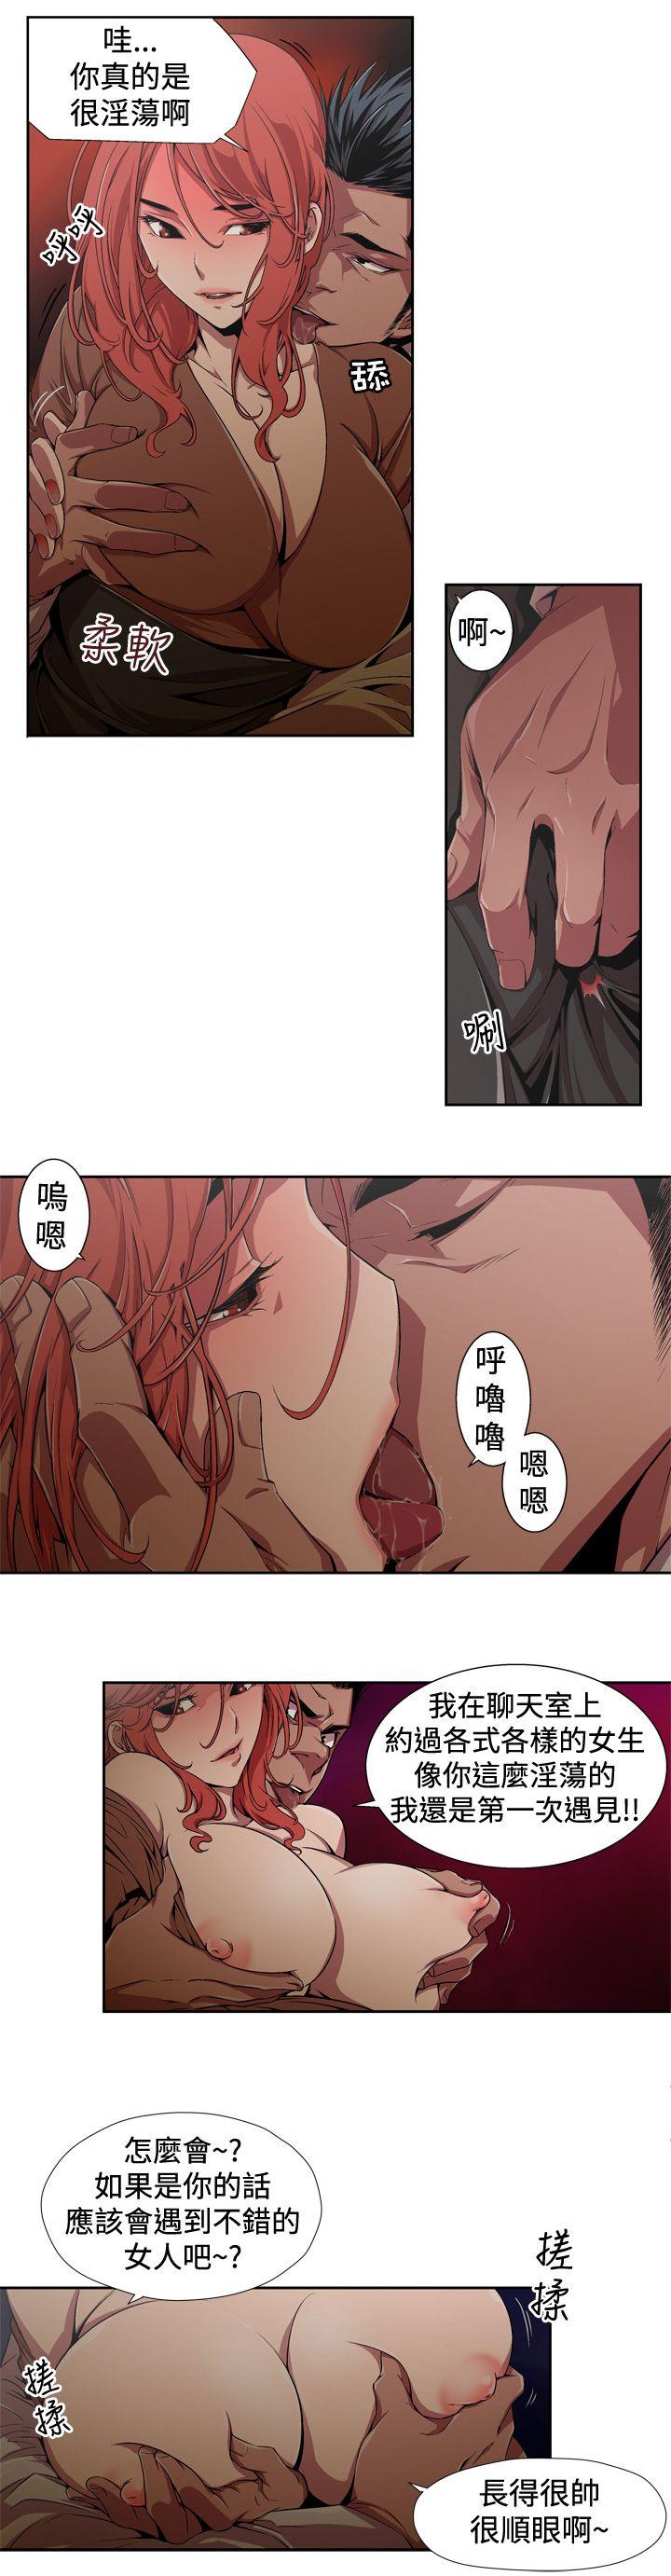 哇...
你真的是
很淫蕩啊
呼呼
舔
柔軟
啊~
唰
嗚
嗯
呼
嚕
嚕
嗯
嗯
我在聊天室上
約過各式各樣的女生
像你這麼淫蕩的
我還是第一次遇見!!
怎麼會~?
如果是你的話
應該會遇到不錯的
女人吧~?
搓
揉
搓
揉
長得很帥
很順眼啊~